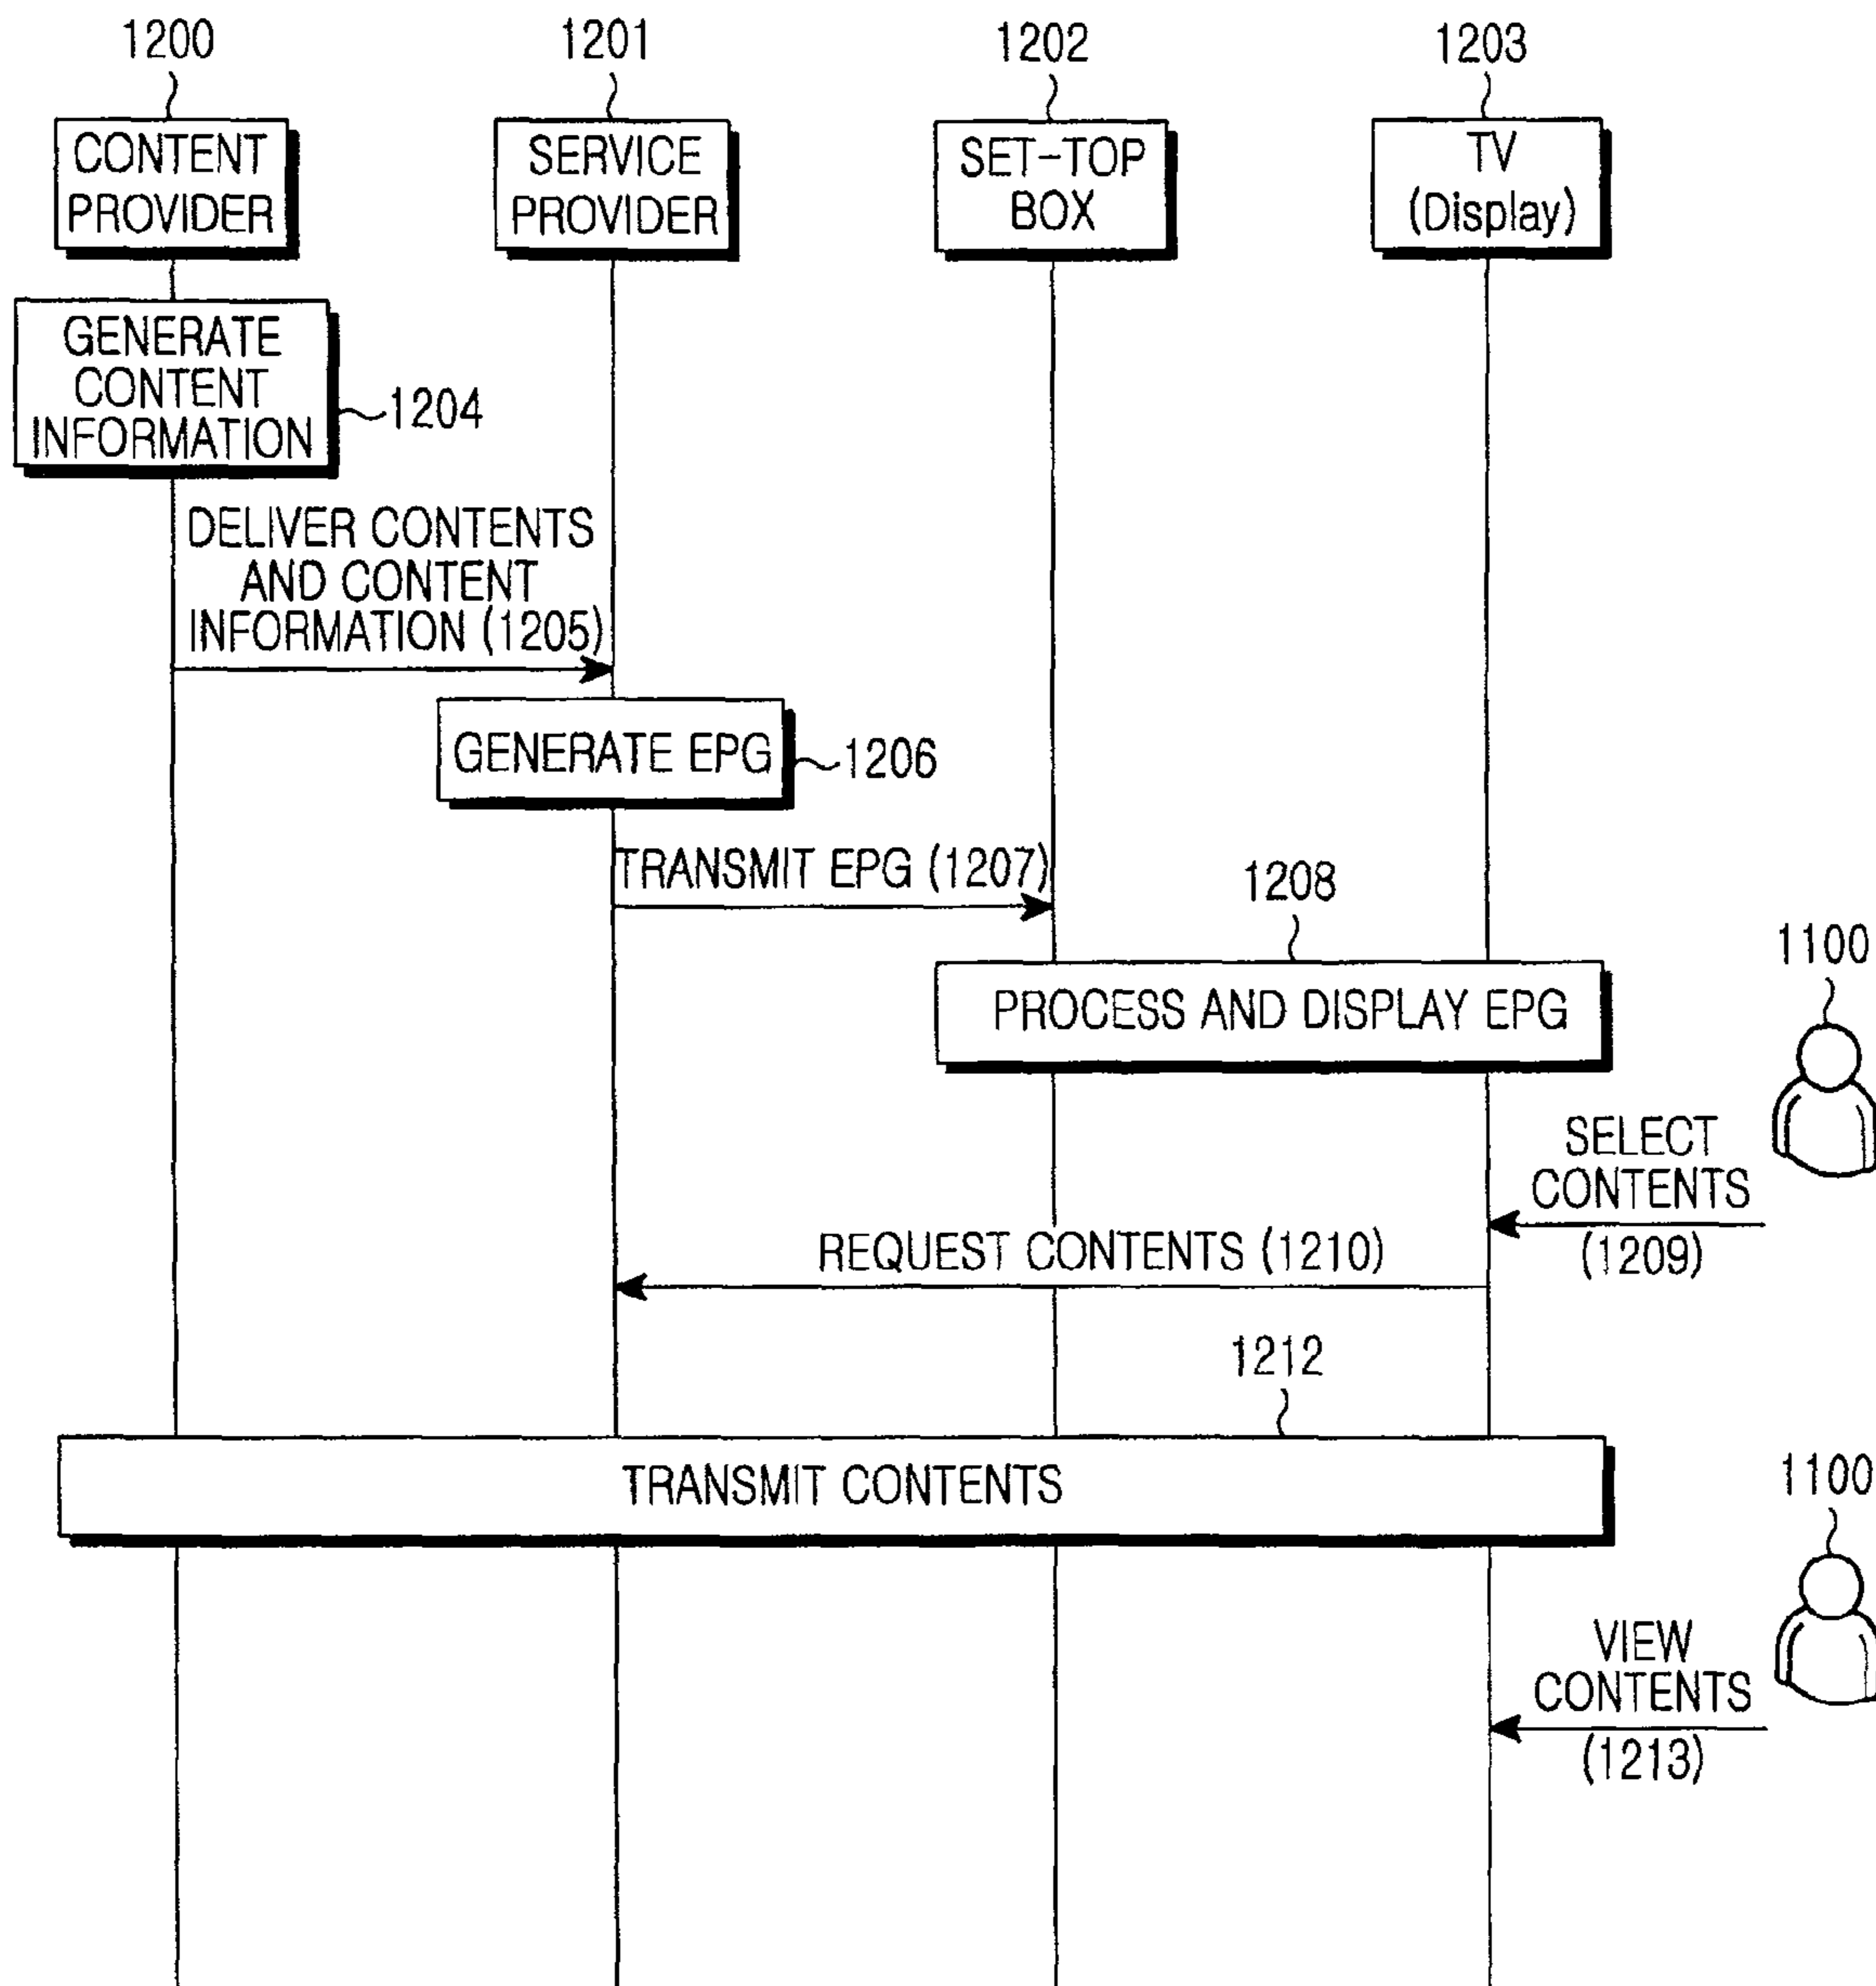 1200
1201
1202
1203
CONTENT
PROVIDER
SERVICE
PROVIDER
SET-TOP
BOX
TV
(Display)
GENERATE
CONTENT
INFORMATION
1204
DELIVER CONTENTS
AND CONTENT
INFORMATION (1205)
GENERATE EPG
1206
TRANSMIT EPG (1207)
1208
PROCESS AND DISPLAY EPG
1100
SELECT
CONTENTS
(1209)
REQUEST CONTENTS (1210)
1212
TRANSMIT CONTENTS
1100
VIEW
CONTENTS
(1213)